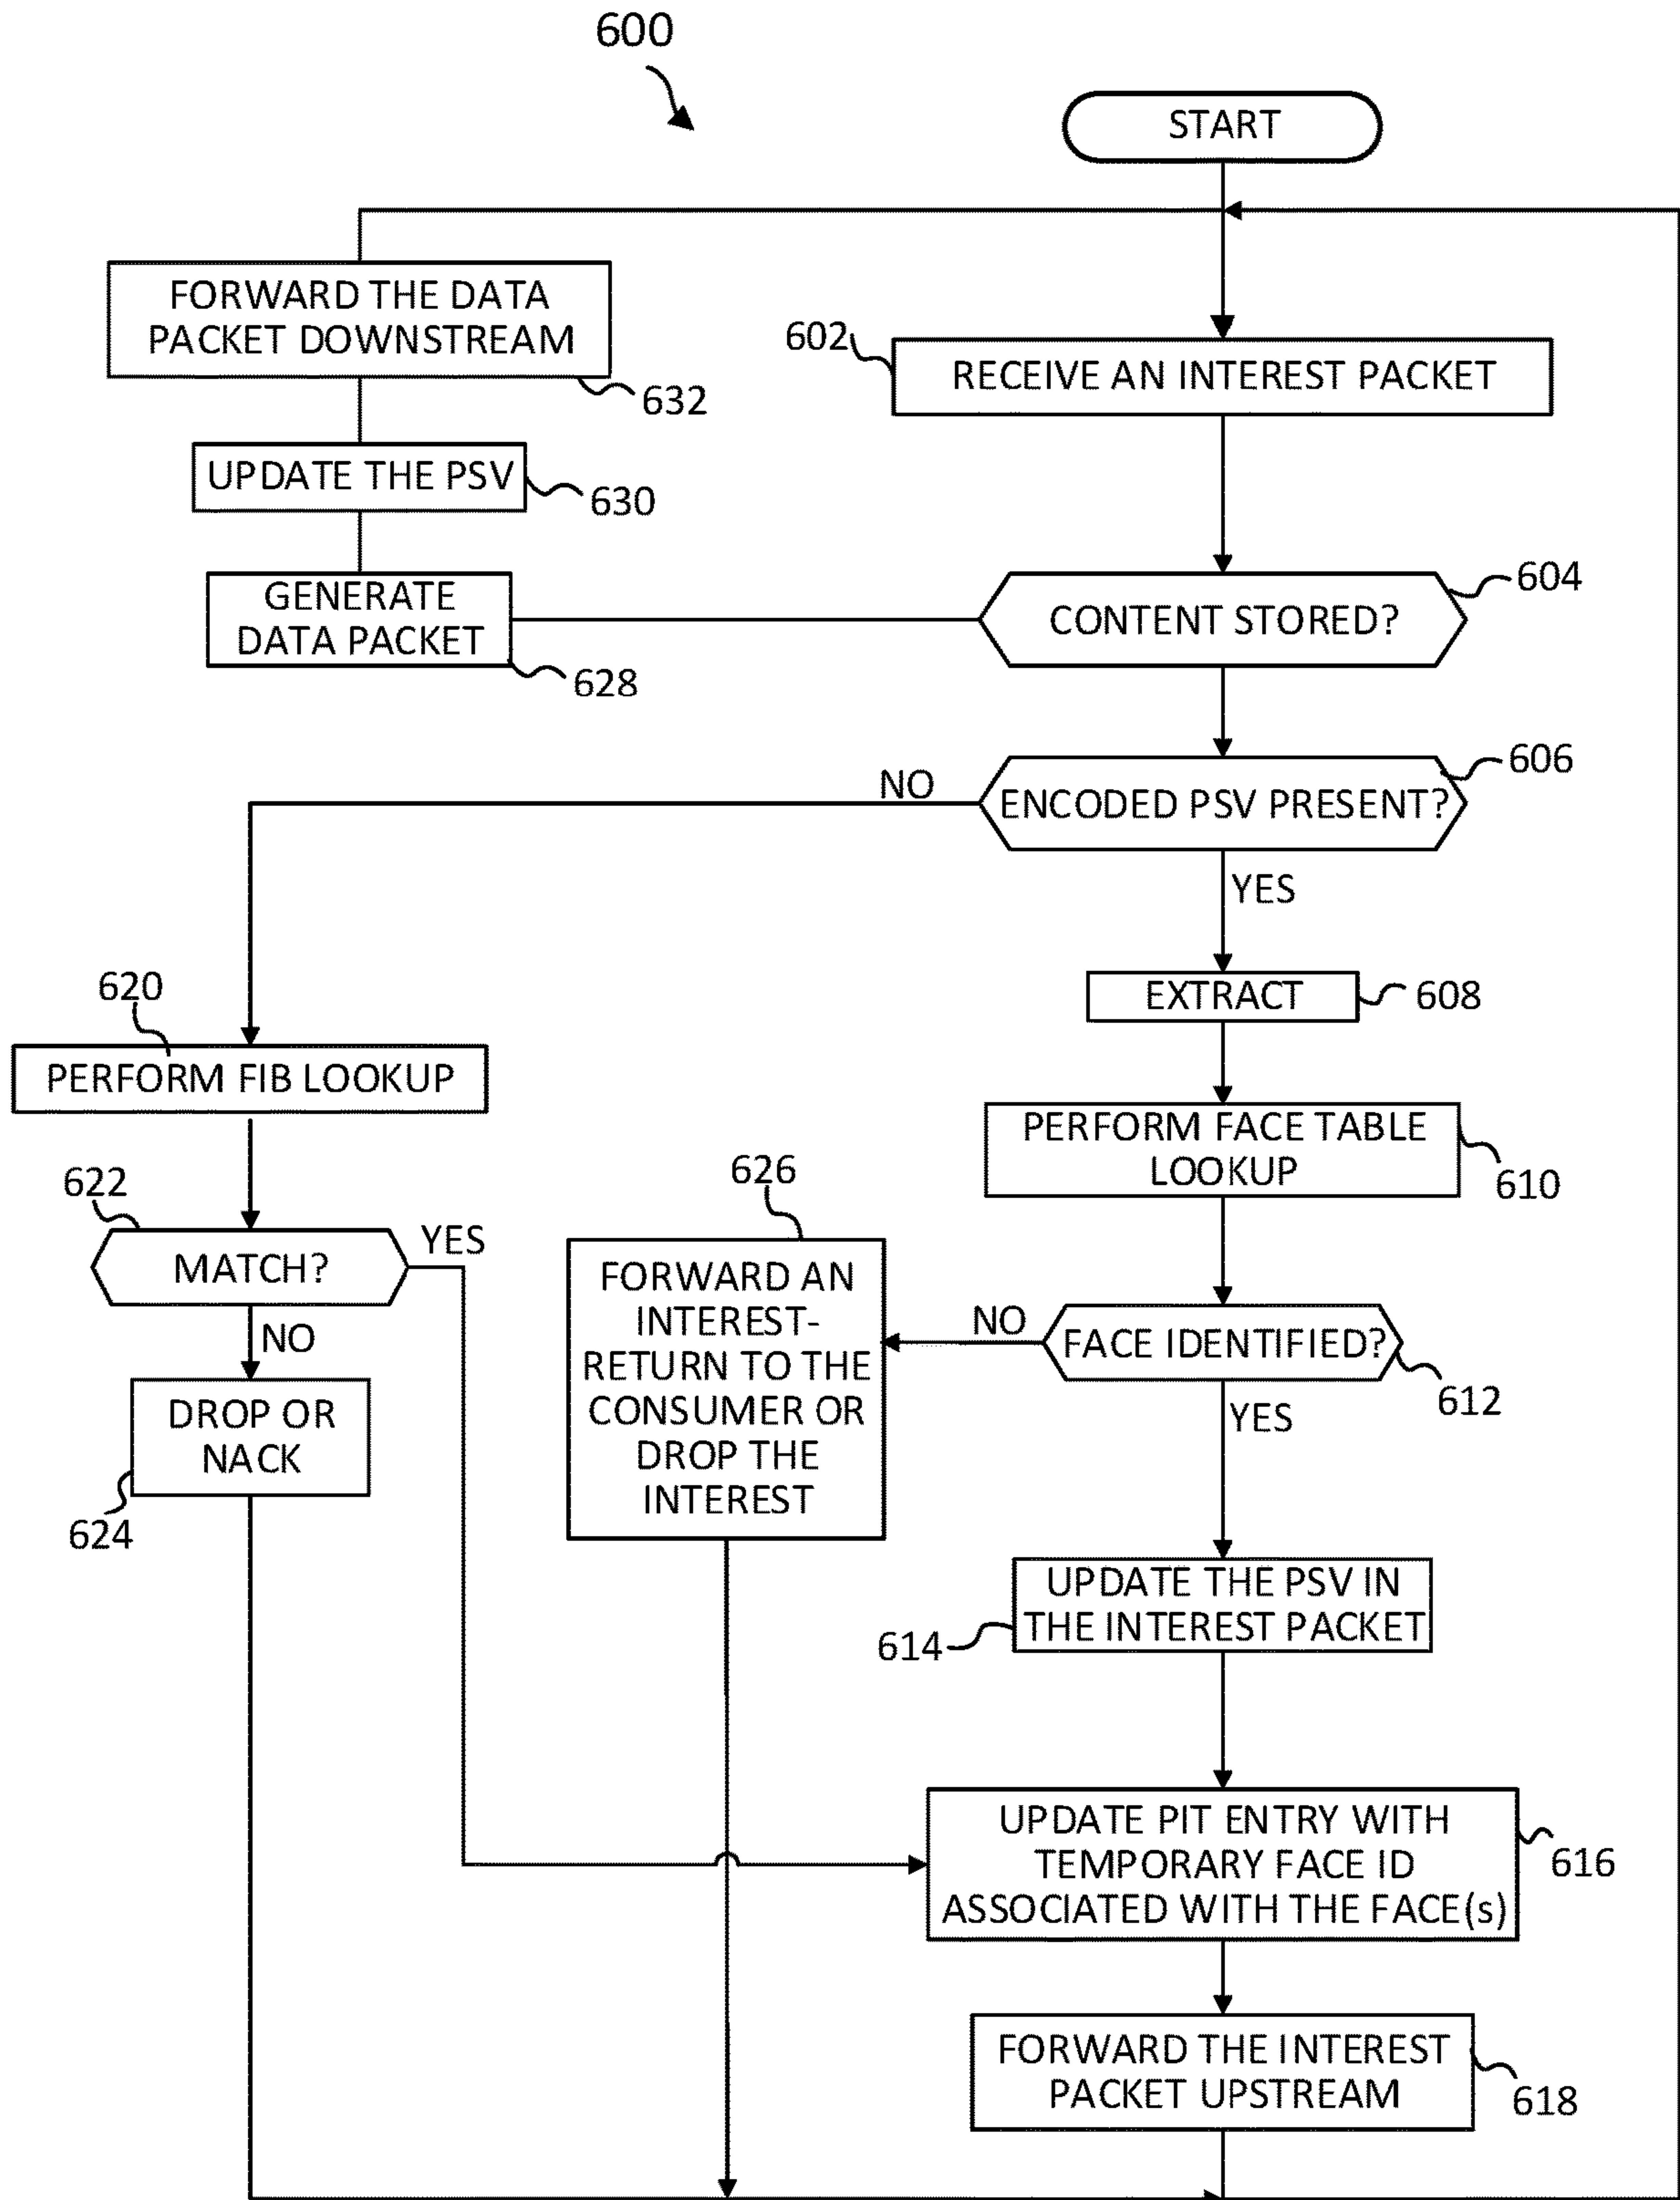 600
START
FORWARD THE DATA
PACKET DOWNSTREAM
632
602
RECEIVE AN INTEREST PACKET
UPDATE THE PSV
630
GENERATE
DATA PACKET
628
CONTENT STORED?
604
ENCODED PSV PRESENT?
606
NO
YES
EXTRACT
608
620
PERFORM FIB LOOKUP
PERFORM FACE TABLE
LOOKUP
610
622
MATCH?
YES
NO
626
FORWARD AN
INTEREST-
RETURN TO THE
CONSUMER OR
DROP THE
INTEREST
NO
FACE IDENTIFIED?
612
YES
DROP OR
NACK
624
UPDATE THE PSV IN
THE INTEREST PACKET
614
UPDATE PIT ENTRY WITH
TEMPORARY FACE ID
ASSOCIATED WITH THE FACE(s)
616
FORWARD THE INTEREST
PACKET UPSTREAM
618